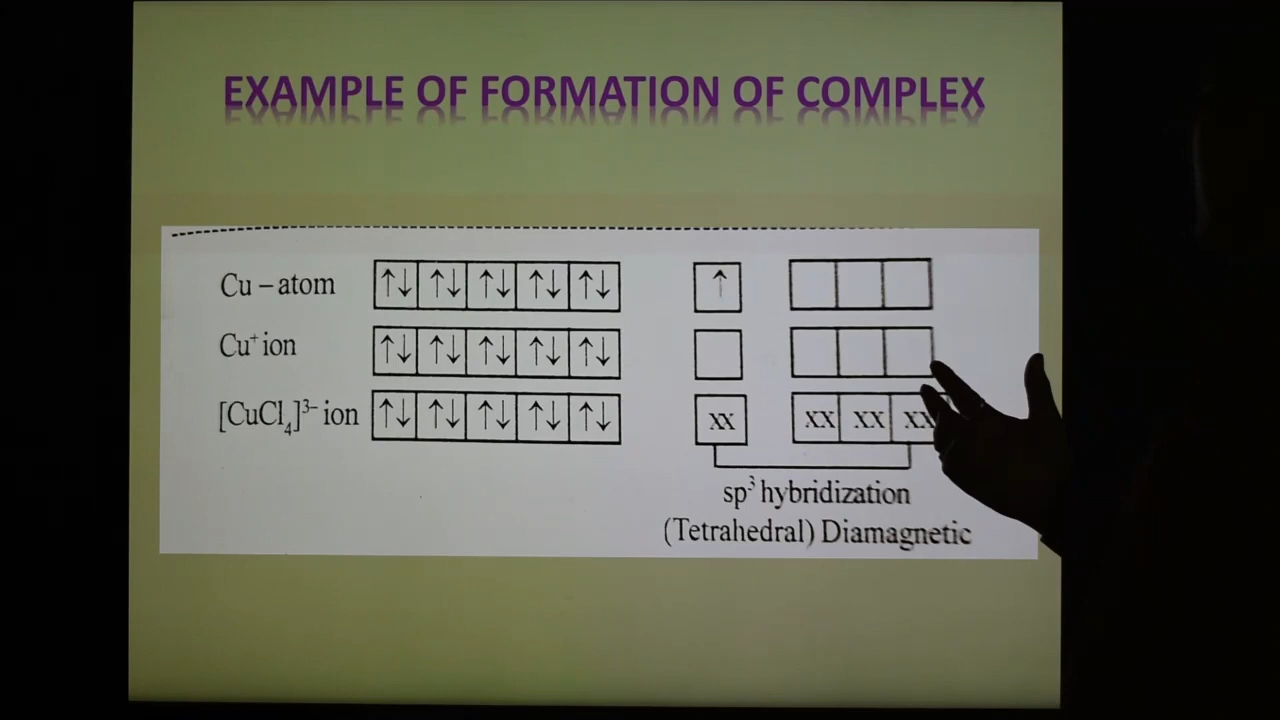 EXAMPLE OF FORMATION OF COMPLEX
Cu – atom ↑↓ ↑↓ ↑↓ ↑↓ ↑↓ ↑
Cu⁺ ion ↑↓ ↑↓ ↑↓ ↑↓ ↑↓
[CuCl₄]³⁻ ion ↑↓ ↑↓ ↑↓ ↑↓ ↑↓ xx xx xx xx
sp³ hybridization
(Tetrahedral) Diamagnetic